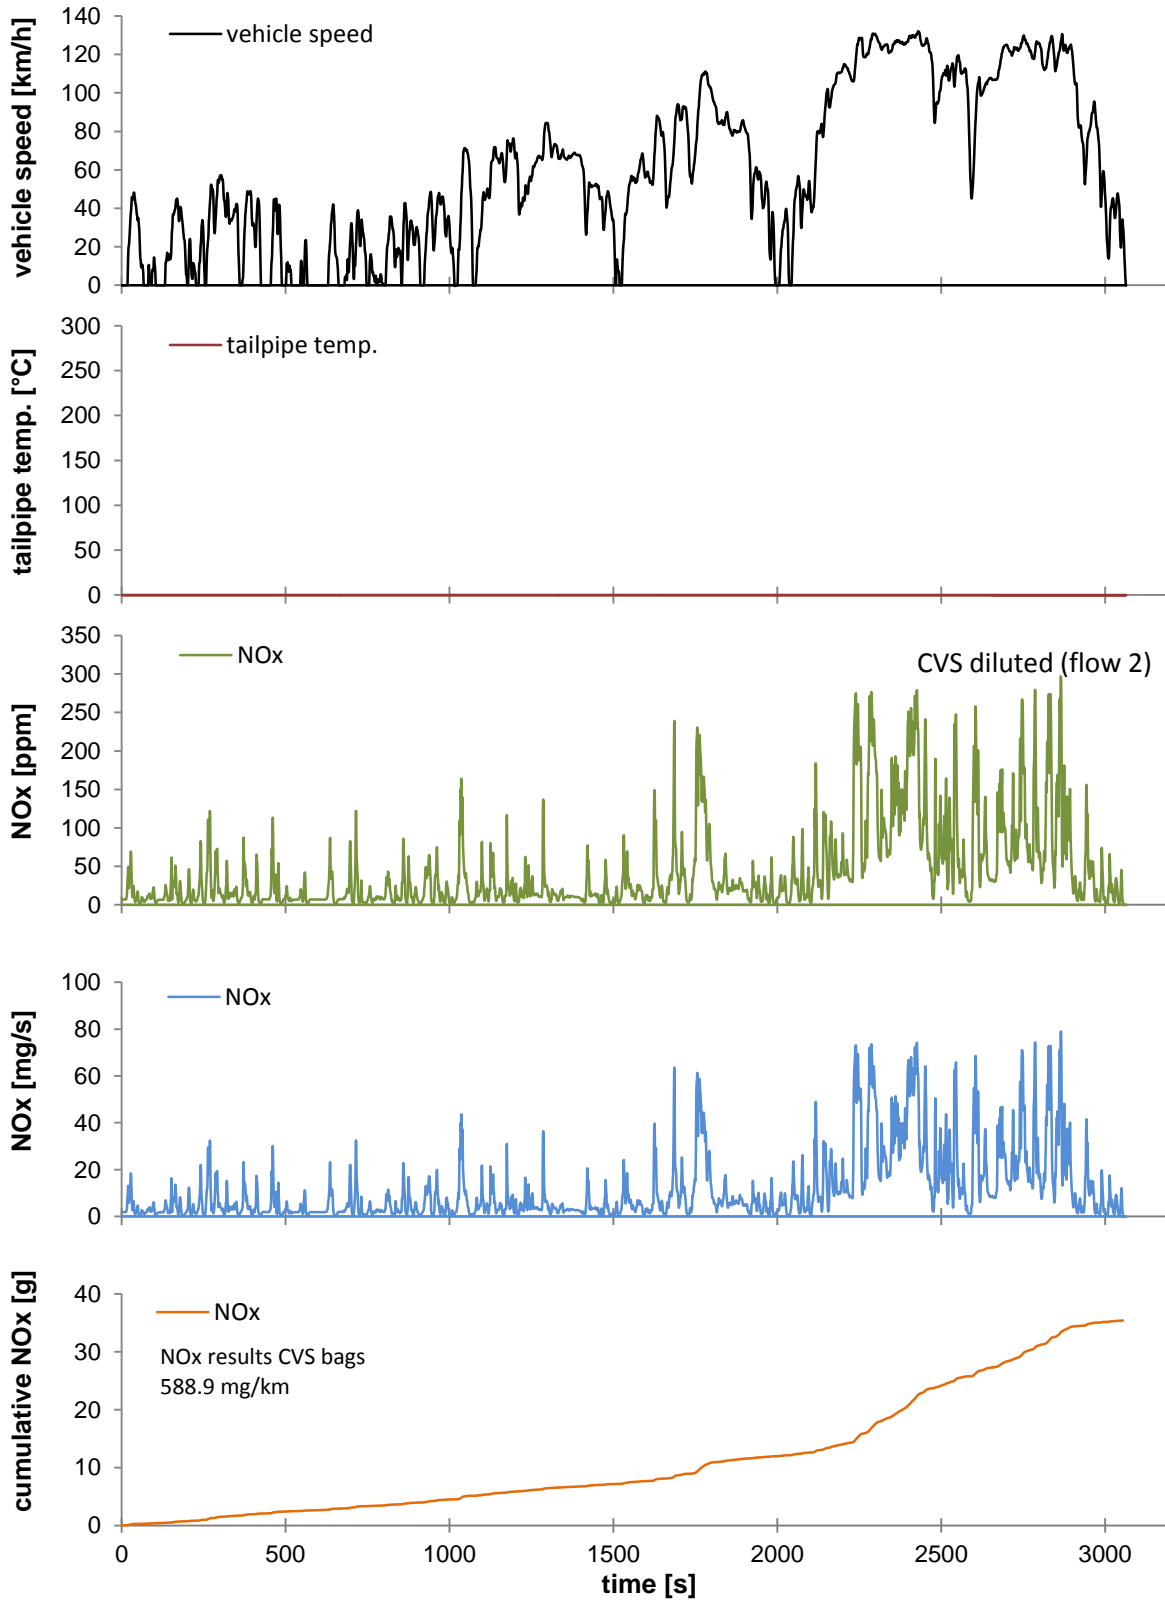 vehicle speed [km/h]
140
120
100
80
60
40
20
0
vehicle speed
tailpipe temp. [°C]
300
250
200
150
100
50
0
tailpipe temp.
NOx [ppm]
350
300
250
200
150
100
50
0
NOx
CVS diluted (flow 2)
NOx [mg/s]
100
80
60
40
20
0
NOx
cumulative NOx [g]
40
30
20
10
0
NOx
NOx results CVS bags
588.9 mg/km
0 500 1000 1500 2000 2500 3000
time [s]